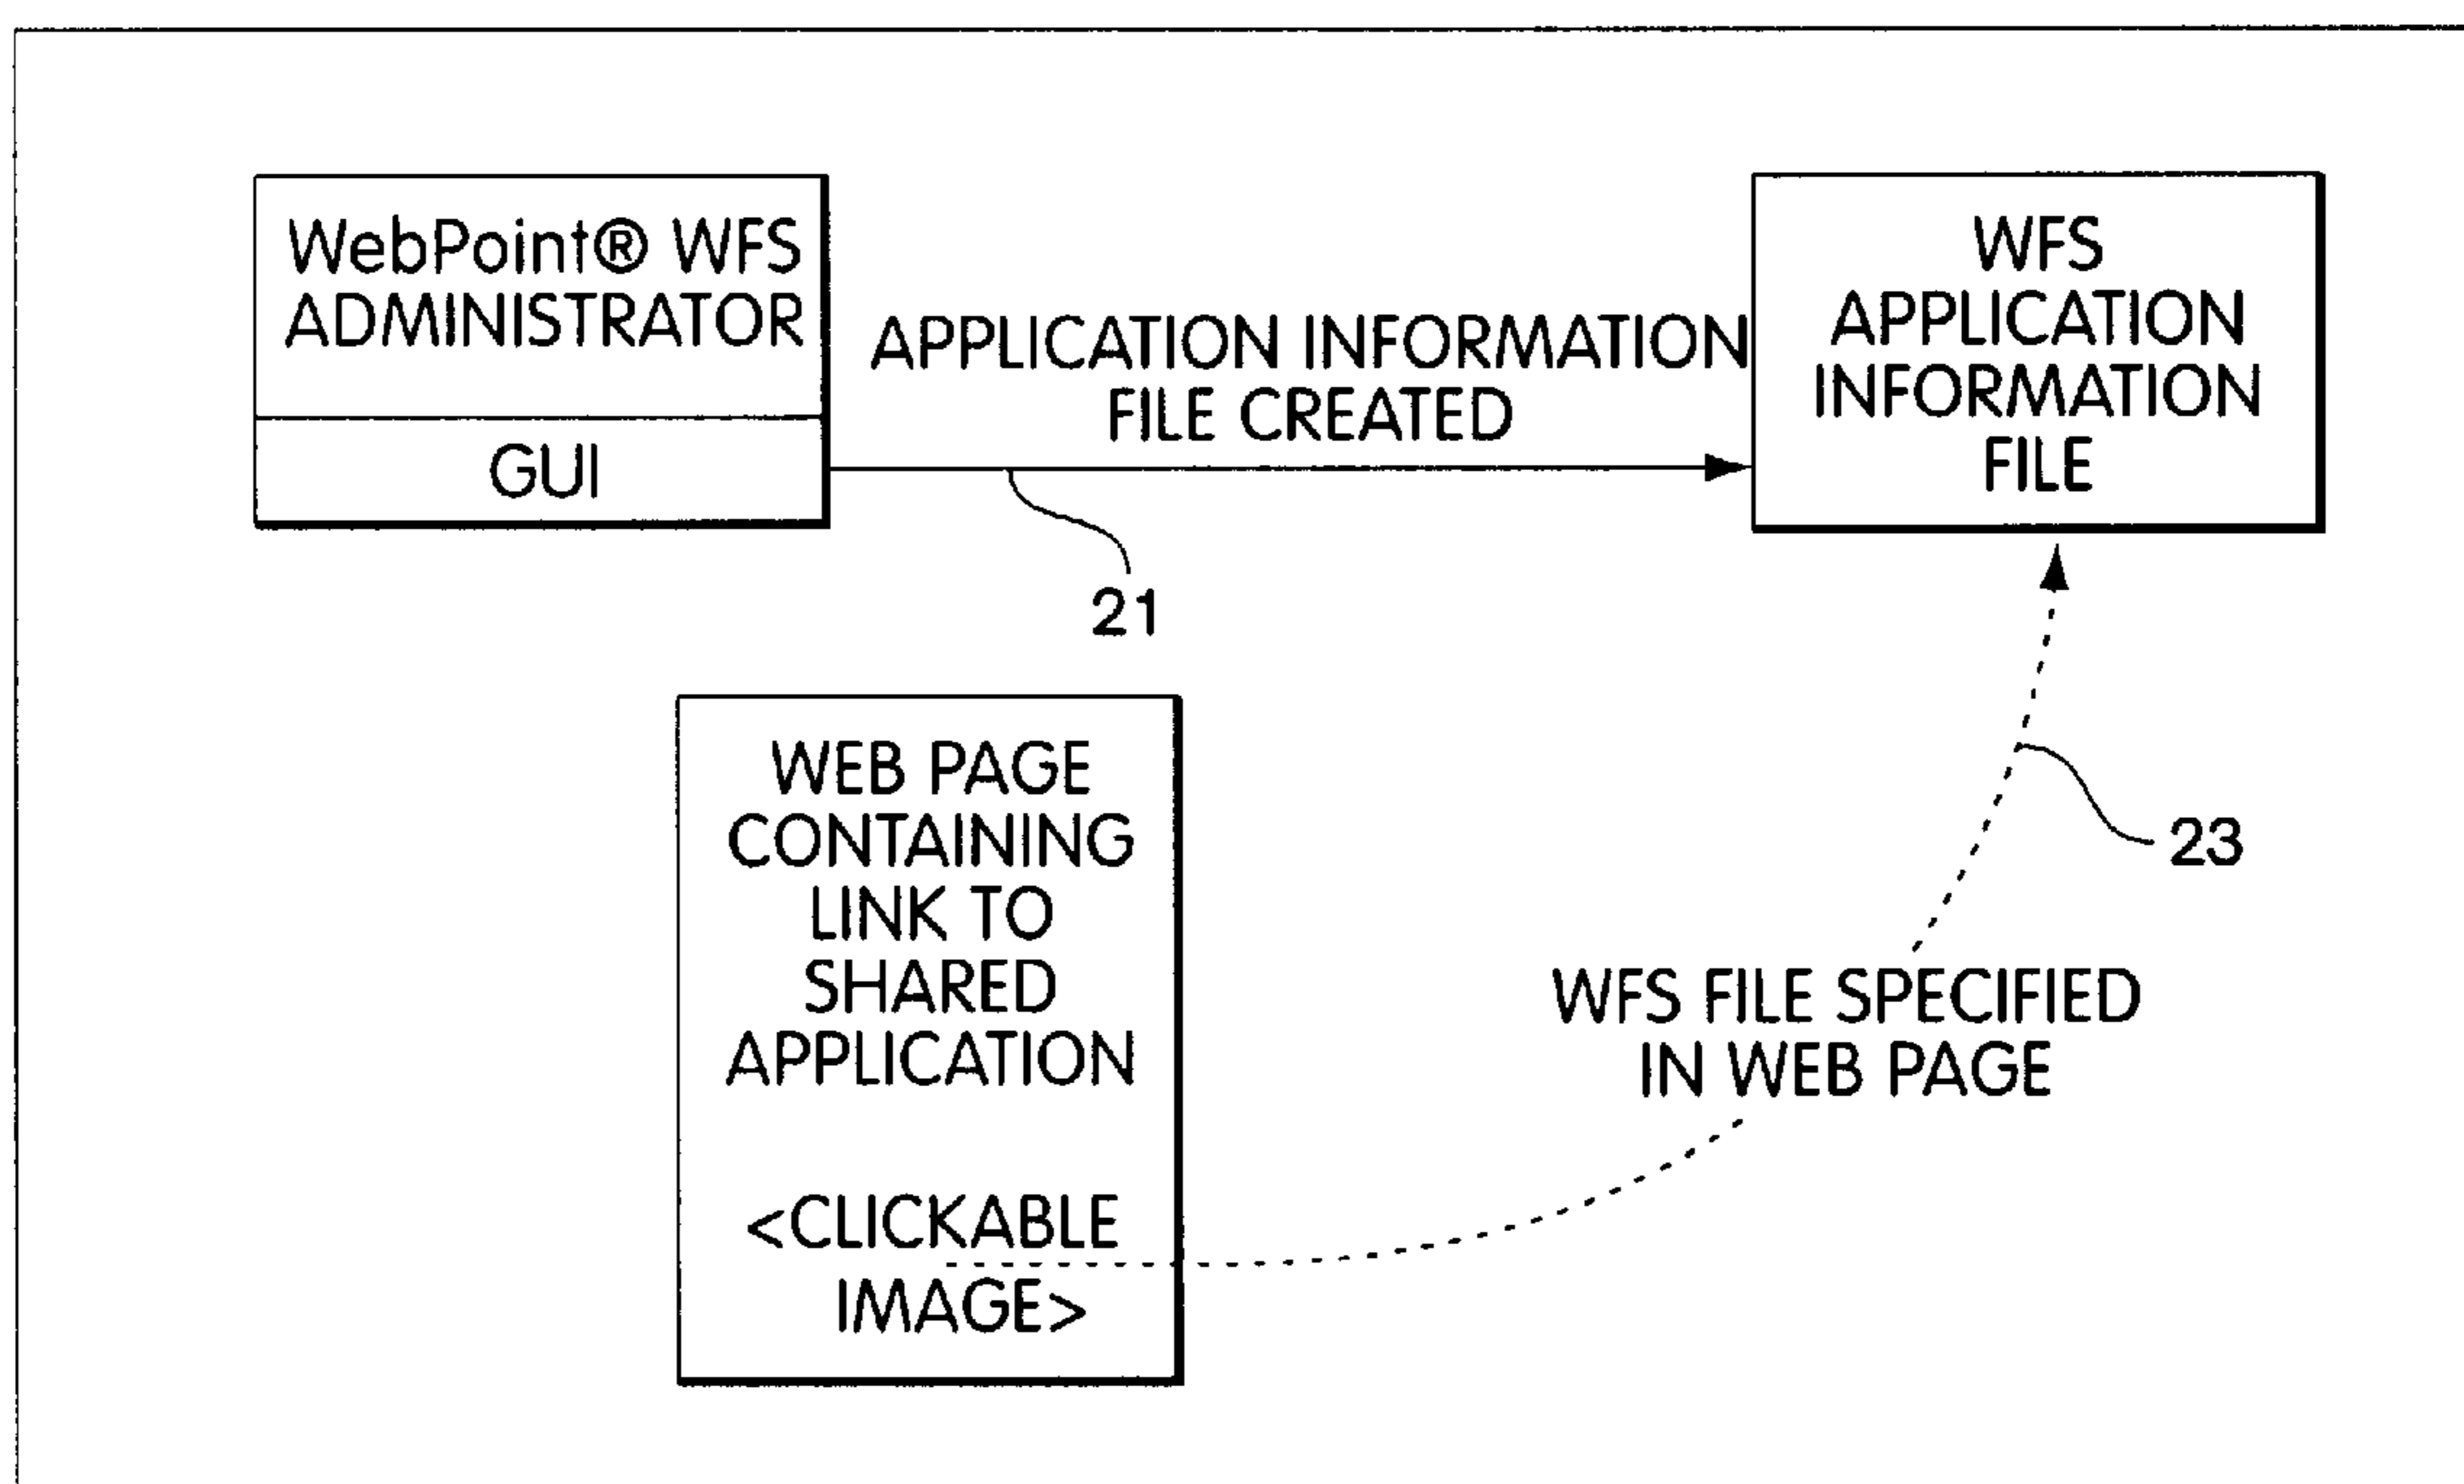 WebPoint® WFS
ADMINISTRATOR
GUI
APPLICATION INFORMATION
FILE CREATED
21
WFS
APPLICATION
INFORMATION
FILE
WEB PAGE
CONTAINING
LINK TO
SHARED
APPLICATION
<CLICKABLE
IMAGE>
23
WFS FILE SPECIFIED
IN WEB PAGE